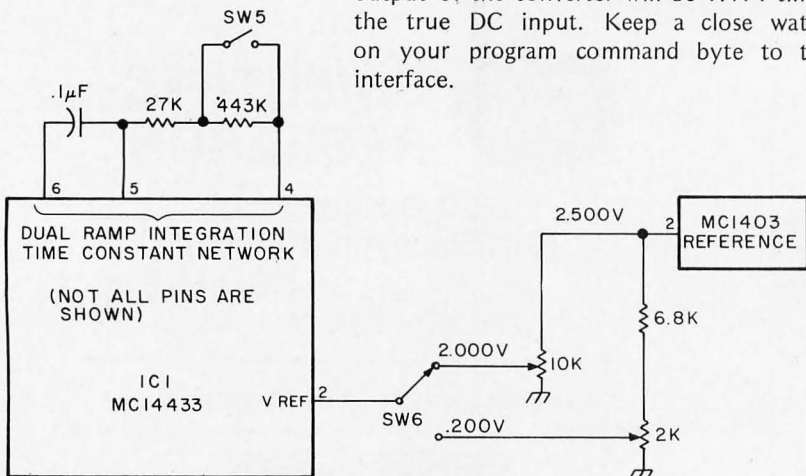 the true DC input. Keep a close
on your program command byte to
interface.
SW5
.1µF
27K
443K
6
5
4
DUAL RAMP INTEGRATION
TIME CONSTANT NETWORK
(NOT ALL PINS ARE
SHOWN)
IC1
MC14433
V REF
2
SW6
2.000V
.200V
2.500V
2
MC1403
REFERENCE
6.8K
10K
2K